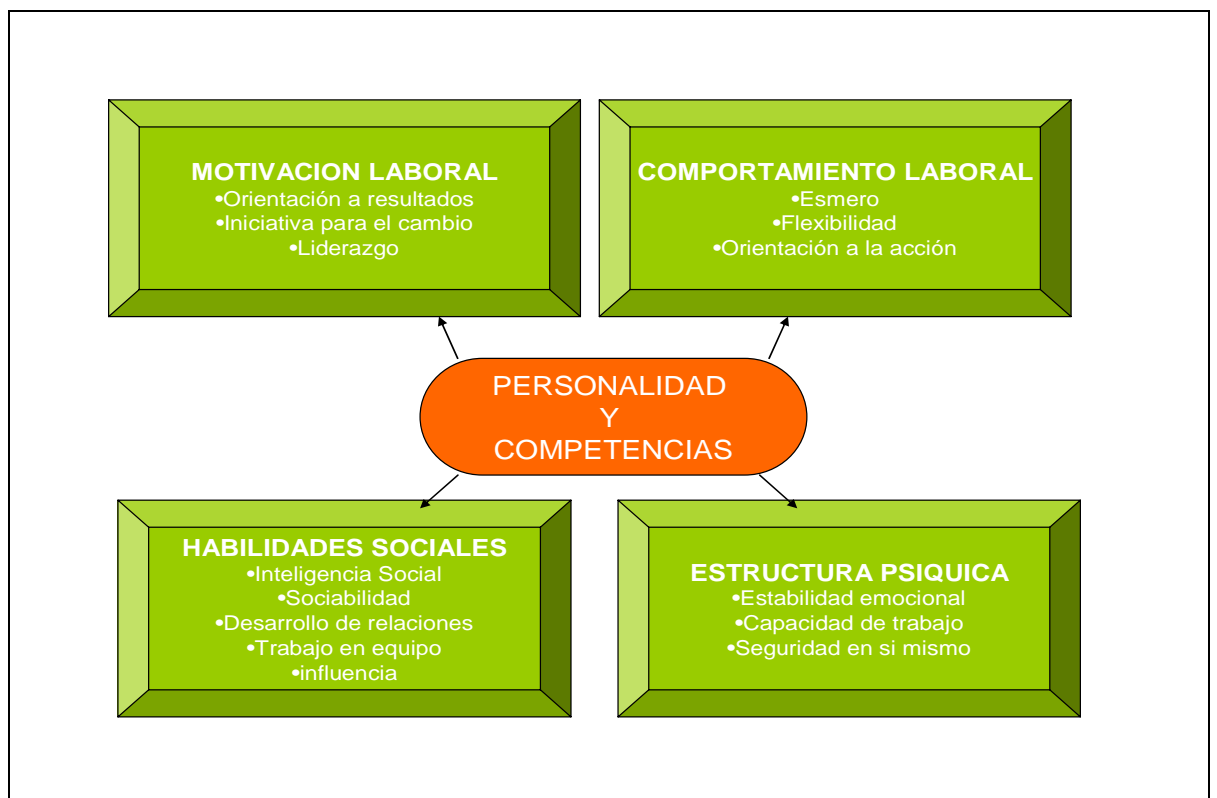 MOTIVACION LABORAL
•Orientación a resultados
•Iniciativa para el cambio
•Liderazgo
COMPORTAMIENTO LABORAL
•Esmero
•Flexibilidad
•Orientación a la acción
PERSONALIDAD
Y
COMPETENCIAS
HABILIDADES SOCIALES
•Inteligencia Social
•Sociabilidad
•Desarrollo de relaciones
•Trabajo en equipo
•influencia
ESTRUCTURA PSIQUICA
•Estabilidad emocional
•Capacidad de trabajo
•Seguridad en si mismo